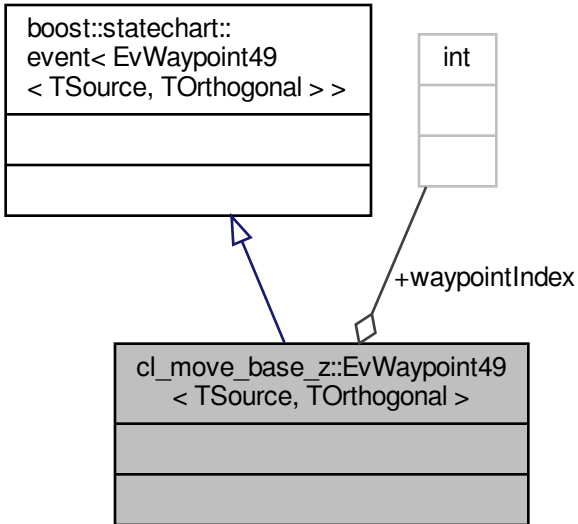 boost::statechart::
event< EvWaypoint49
< TSource, TOrthogonal > >
int
+waypointIndex
cl_move_base_z::EvWaypoint49
< TSource, TOrthogonal >